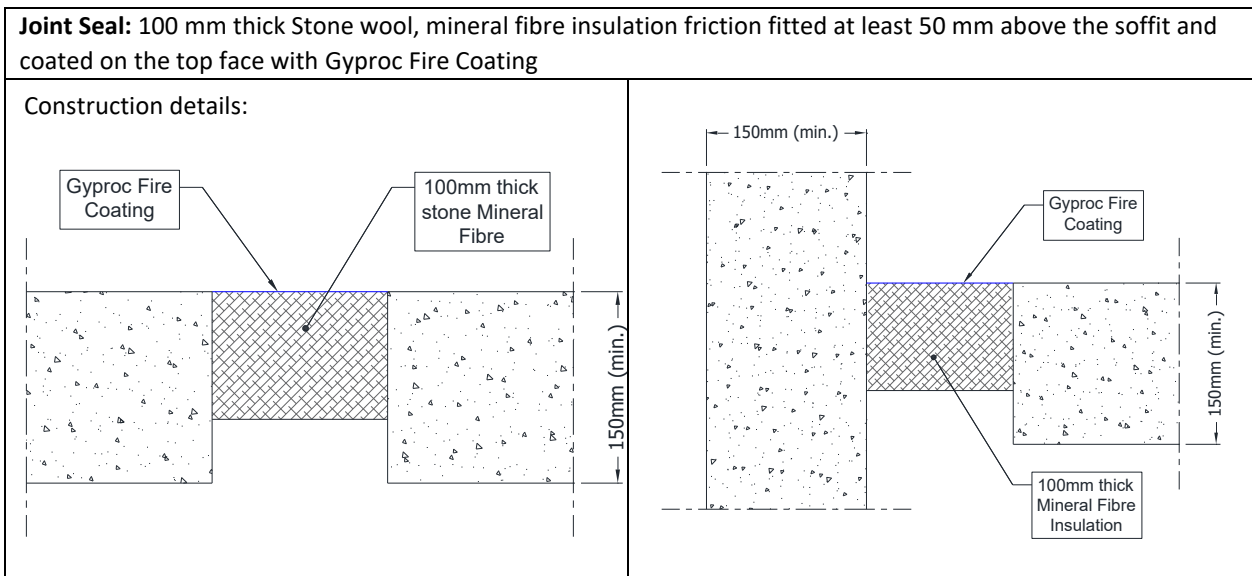 Joint Seal: 100 mm thick Stone wool, mineral fibre insulation friction fitted at least 50 mm above the soffit and
coated on the top face with Gyproc Fire Coating
Construction details:
Gyproc Fire
Coating
100mm thick
stone Mineral
Fibre
150mm (min.)
150mm (min.)
Gyproc Fire
Coating
150mm (min.)
100mm thick
Mineral Fibre
Insulation